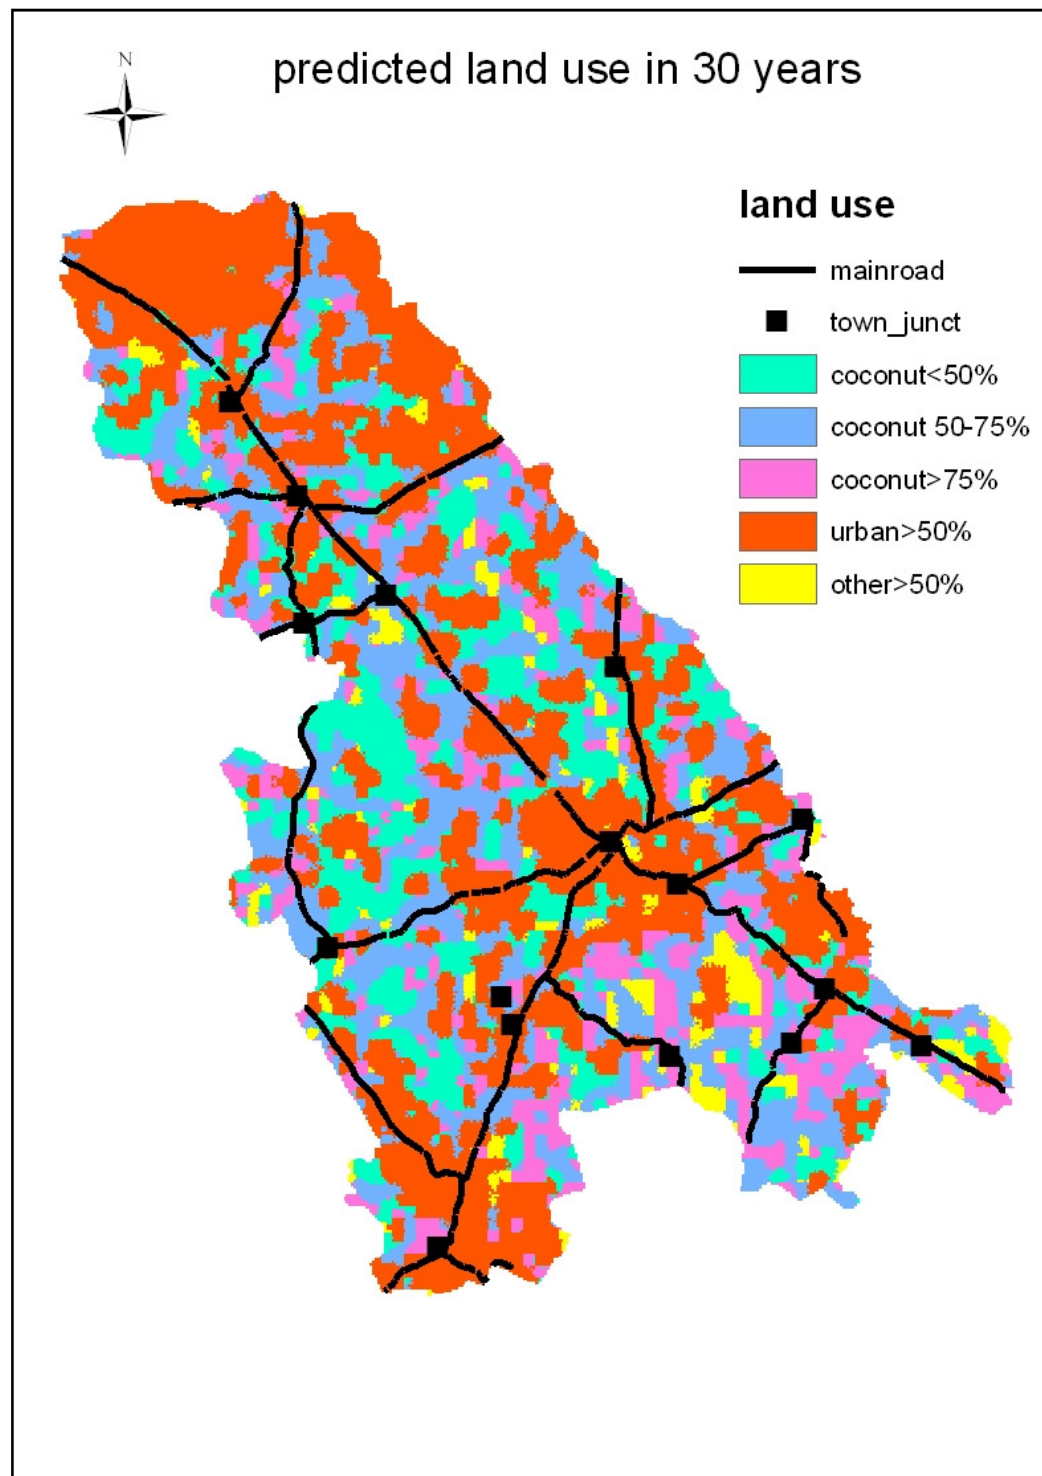 N
predicted land use in 30 years
land use
mainroad
town_junct
coconut<50%
coconut 50-75%
coconut>75%
urban>50%
other>50%